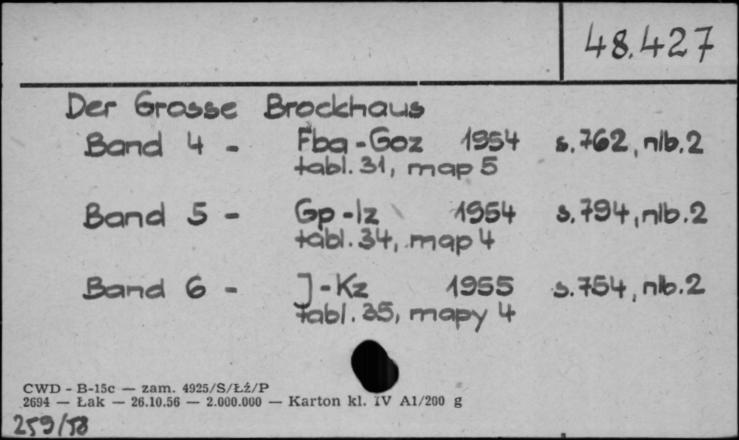 48.427
Der Grosse Brockhaus
Band 4 - Fba-Goz 1954 s.762, nlb.2
tabl.31, map 5
Band 5 - Gp-Iz 1954 s.794, nlb.2
tabl.34, map 4
Band 6 - J-Kz 1955 s.754, nlb.2
tabl.35, mapy 4
CWD - B-15c — zam. 4925/S/Łź/P
2694 — Łak — 26.10.56 — 2.000.000 — Karton kl. IV A1/200 g
259/58